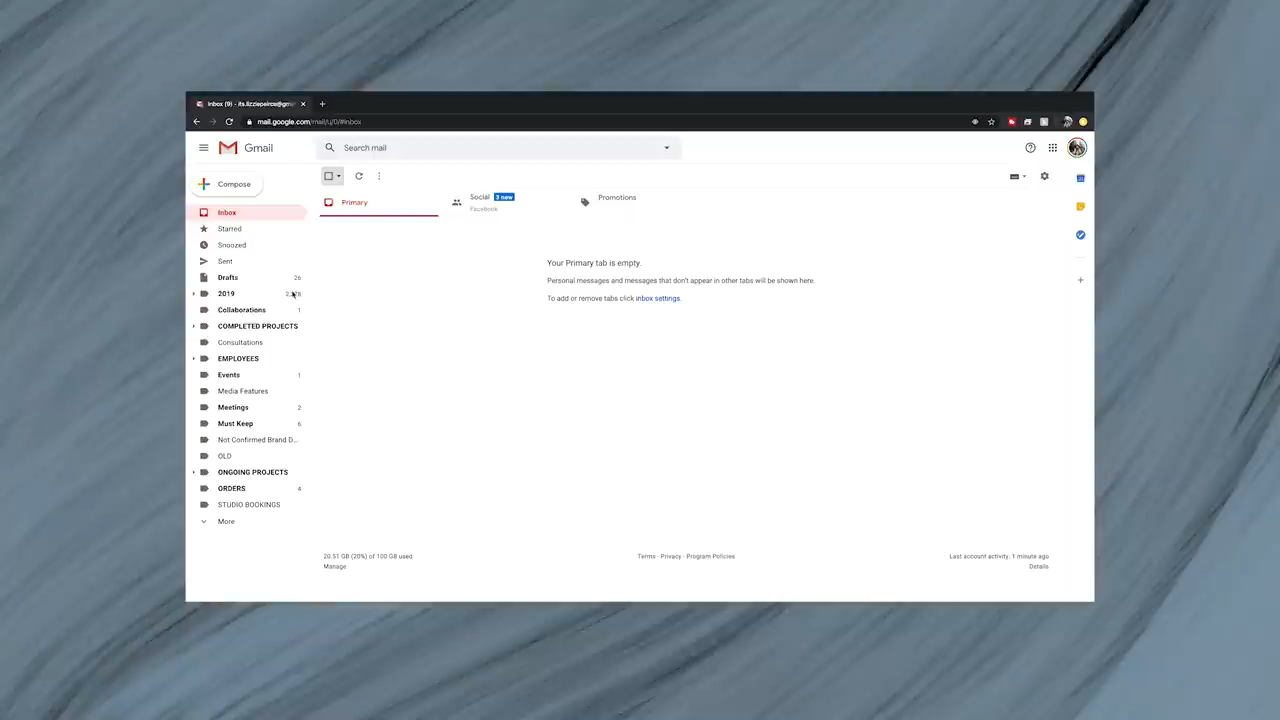 Inbox (9) - its.lizziepeirce@gm
mail.google.com/mail/u/0/#inbox
Gmail
Search mail
Compose
Primary
Social 3 new
Facebook
Promotions
Inbox
Starred
Snoozed
Sent
Drafts 26
2019
Collaborations 1
COMPLETED PROJECTS
Consultations
EMPLOYEES
Events 1
Media Features
Meetings 2
Must Keep 6
Not Confirmed Brand D...
OLD
ONGOING PROJECTS
ORDERS 4
STUDIO BOOKINGS
More
Your Primary tab is empty.
Personal messages and messages that don't appear in other tabs will be shown here.
To add or remove tabs click inbox settings.
20.51 GB (20%) of 100 GB used
Manage
Terms · Privacy · Program Policies
Last account activity: 1 minute ago
Details